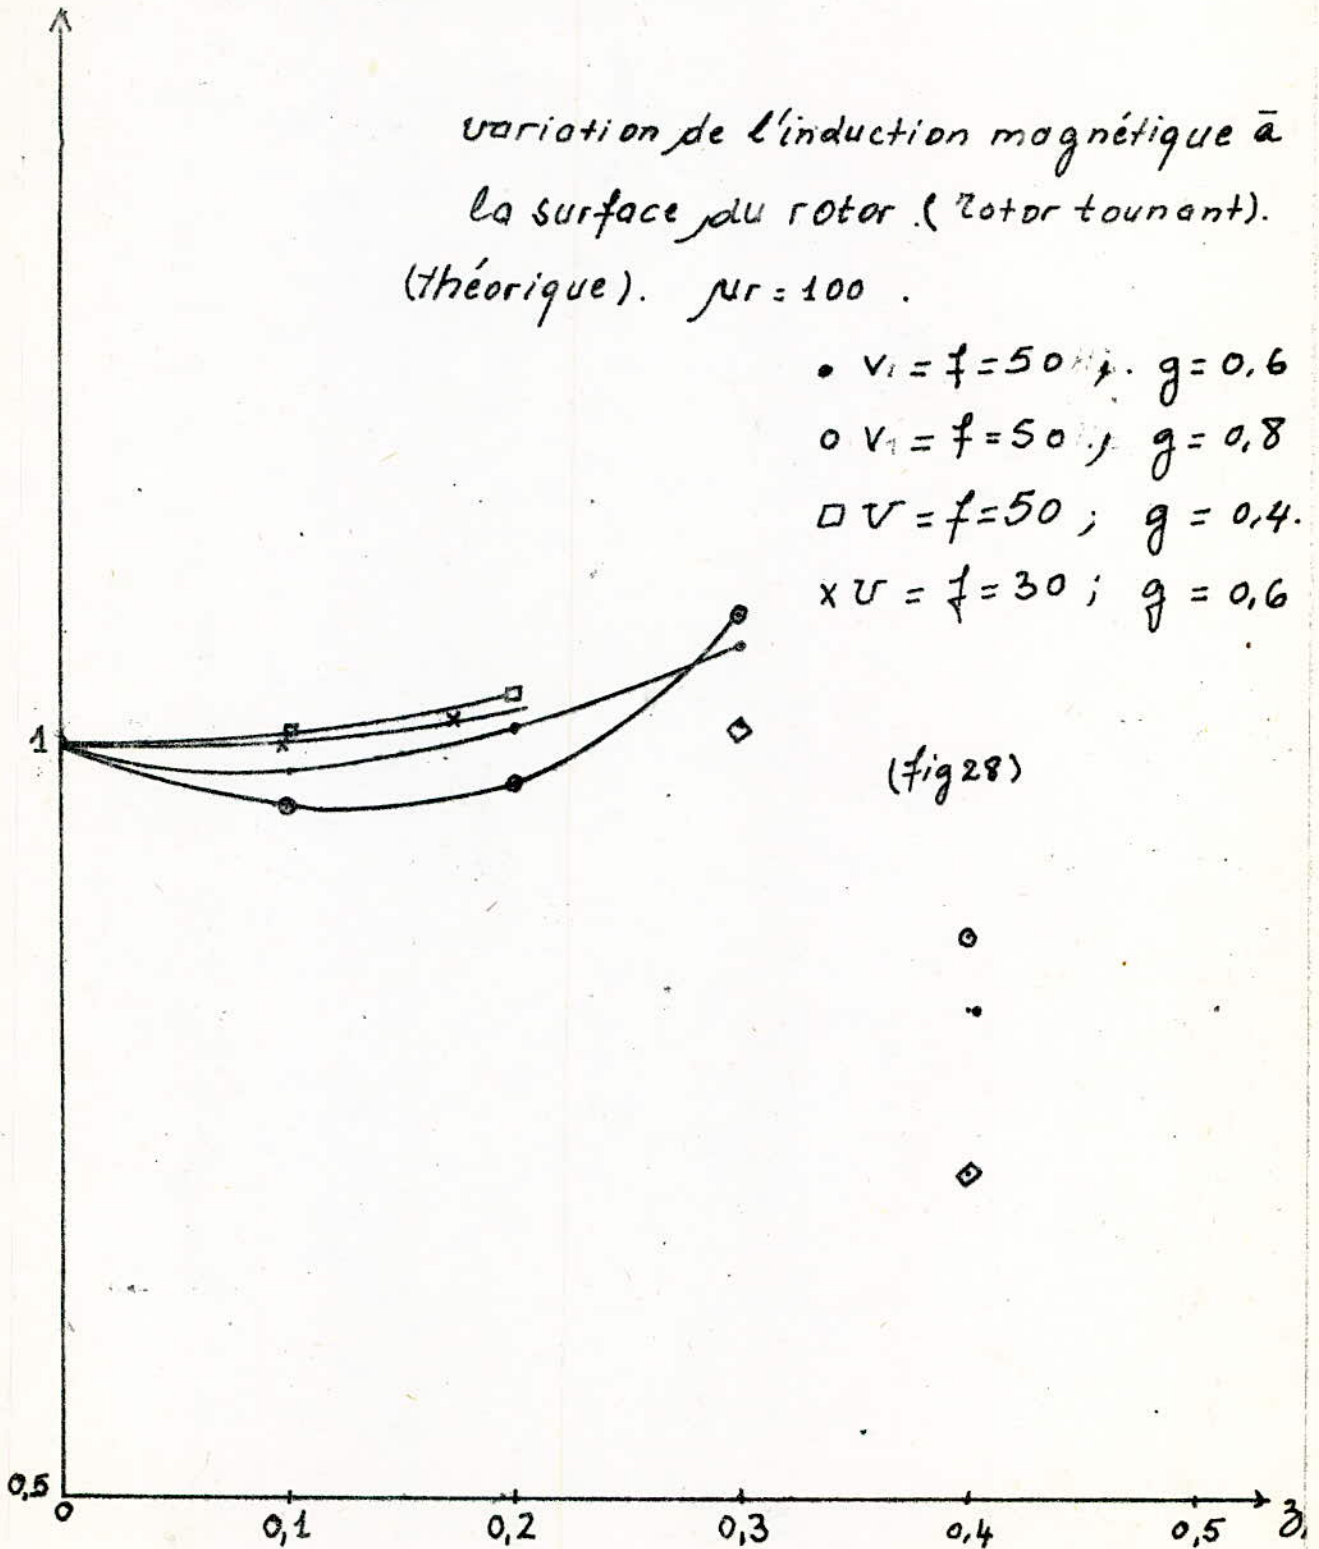 variation de l'induction magnétique à
la surface du rotor. (rotor tounant).
(théorique). μr = 100 .
• v₁ = f = 50 ; g = 0,6
o v₁ = f = 50 ; g = 0,8
□ v = f = 50 ; g = 0,4.
x v = f = 30 ; g = 0,6
1
(fig 28)
0,5
0 0,1 0,2 0,3 0,4 0,5